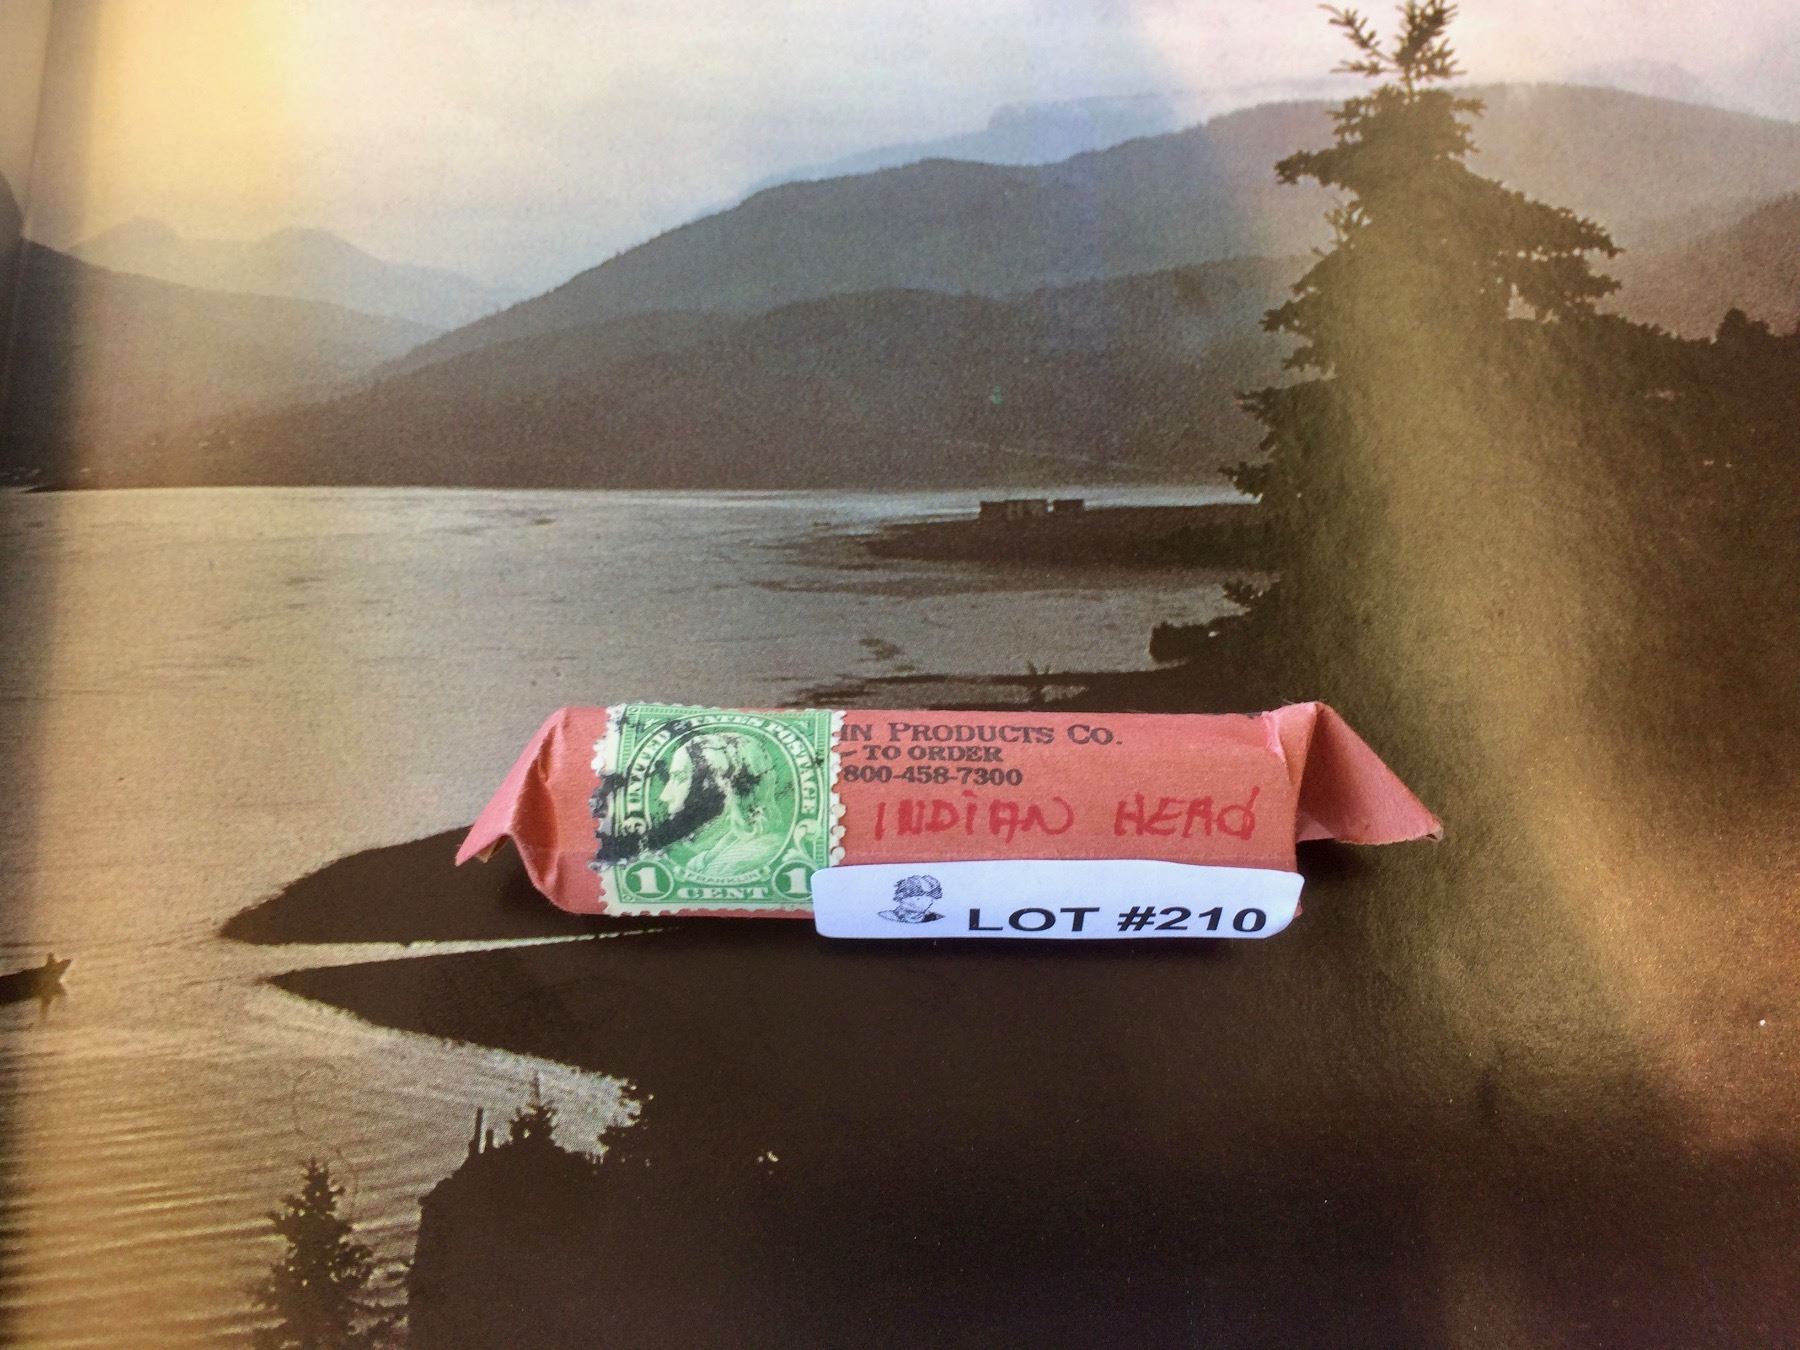 UNITED STATES POSTAGE
FRANKLIN
1 CENT 1
IN PRODUCTS CO.
TO ORDER
800-458-7300
INDIAN HEAD
LOT #210